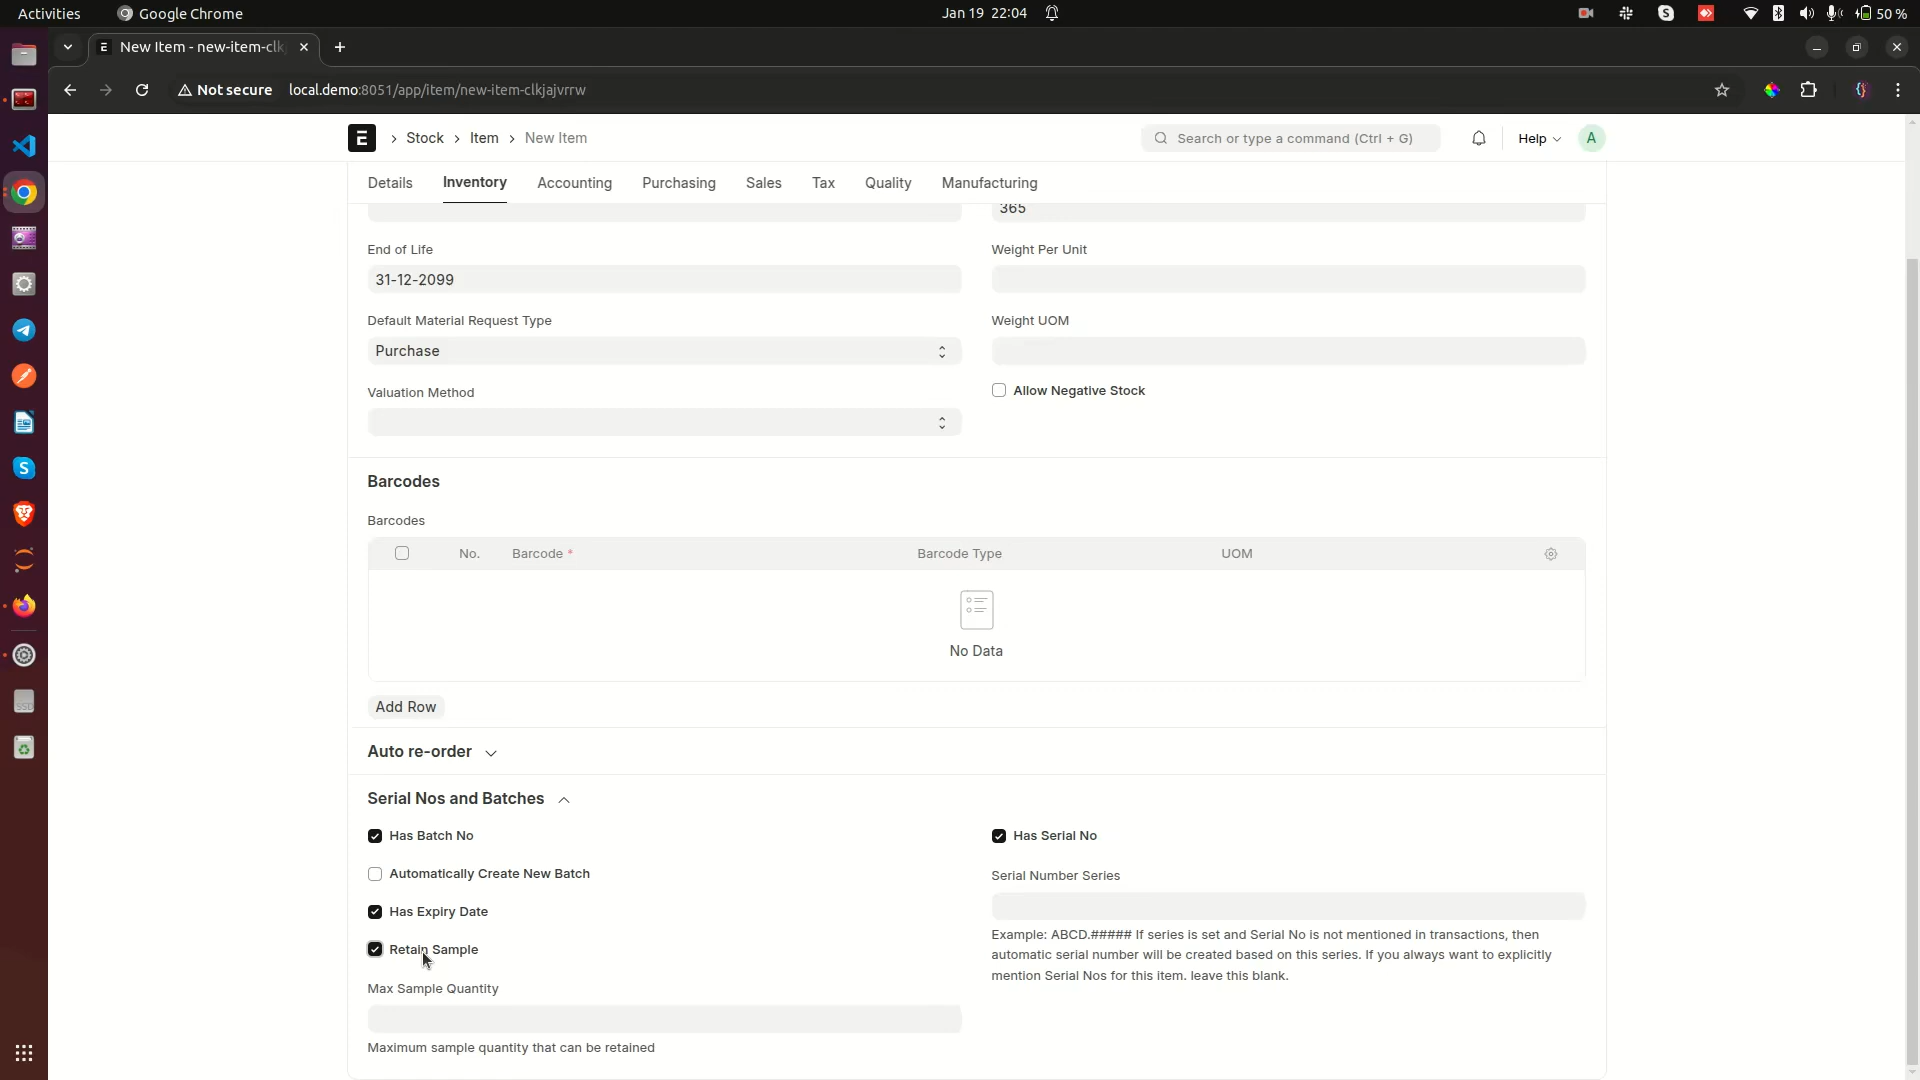 Activities
Google Chrome
Jan 19 22:04
50 %
New Item - new-item-clk
Not secure
local.demo:8051/app/item/new-item-clkjajvrrw
E
Stock
Item
New Item
Search or type a command (Ctrl + G)
Help
A
Details
Inventory
Accounting
Purchasing
Sales
Tax
Quality
Manufacturing
365
End of Life
Weight Per Unit
31-12-2099
Default Material Request Type
Weight UOM
Purchase
Valuation Method
Allow Negative Stock
Barcodes
Barcodes
No.
Barcode *
Barcode Type
UOM
No Data
Add Row
Auto re-order
Serial Nos and Batches
Has Batch No
Has Serial No
Automatically Create New Batch
Serial Number Series
Has Expiry Date
Example: ABCD.##### If series is set and Serial No is not mentioned in transactions, then
automatic serial number will be created based on this series. If you always want to explicitly
mention Serial Nos for this item. leave this blank.
Retain Sample
Max Sample Quantity
Maximum sample quantity that can be retained